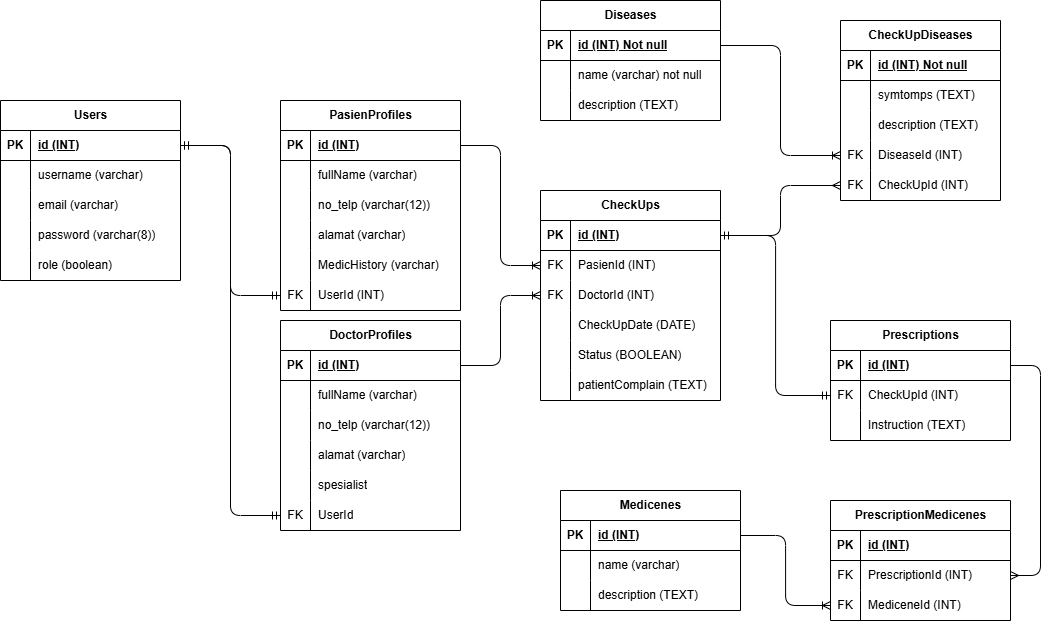 Users
PK id (INT)
username (varchar)
email (varchar)
password (varchar(8))
role (boolean)
PasienProfiles
PK id (INT)
fullName (varchar)
no_telp (varchar(12))
alamat (varchar)
MedicHistory (varchar)
FK UserId (INT)
DoctorProfiles
PK id (INT)
fullName (varchar)
no_telp (varchar(12))
alamat (varchar)
spesialist
FK UserId
Diseases
PK id (INT) Not null
name (varchar) not null
description (TEXT)
CheckUps
PK id (INT)
FK PasienId (INT)
FK DoctorId (INT)
CheckUpDate (DATE)
Status (BOOLEAN)
patientComplain (TEXT)
CheckUpDiseases
PK id (INT) Not null
symtomps (TEXT)
description (TEXT)
FK DiseaseId (INT)
FK CheckUpId (INT)
Prescriptions
PK id (INT)
FK CheckUpId (INT)
Instruction (TEXT)
Medicenes
PK id (INT)
name (varchar)
description (TEXT)
PrescriptionMedicenes
PK id (INT)
FK PrescriptionId (INT)
FK MediceneId (INT)